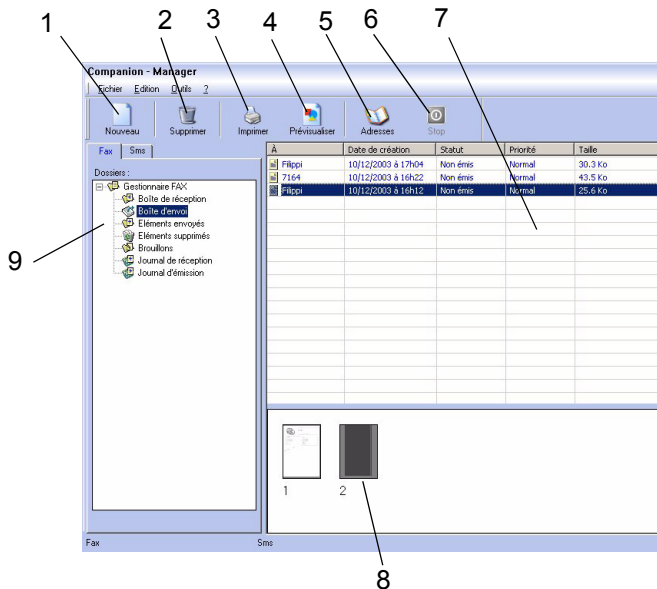 1 2 3 4 5 6 7
Companion - Manager
Fichier Edition Outils ?
Nouveau Supprimer Imprimer Prévisualiser Adresses Stop
Fax Sms
Dossiers :
Gestionnaire FAX
Boîte de réception
Boîte d'envoi
Eléments envoyés
Eléments supprimés
Brouillons
Journal de réception
Journal d'émission
9
À Date de création Statut Priorité Taille
Filippi 10/12/2003 à 17h04 Non émis Normal 30.3 Ko
7164 10/12/2003 à 16h22 Non émis Normal 43.5 Ko
Filippi 10/12/2003 à 16h12 Non émis Normal 25.6 Ko
1 2
Fax Sms
8